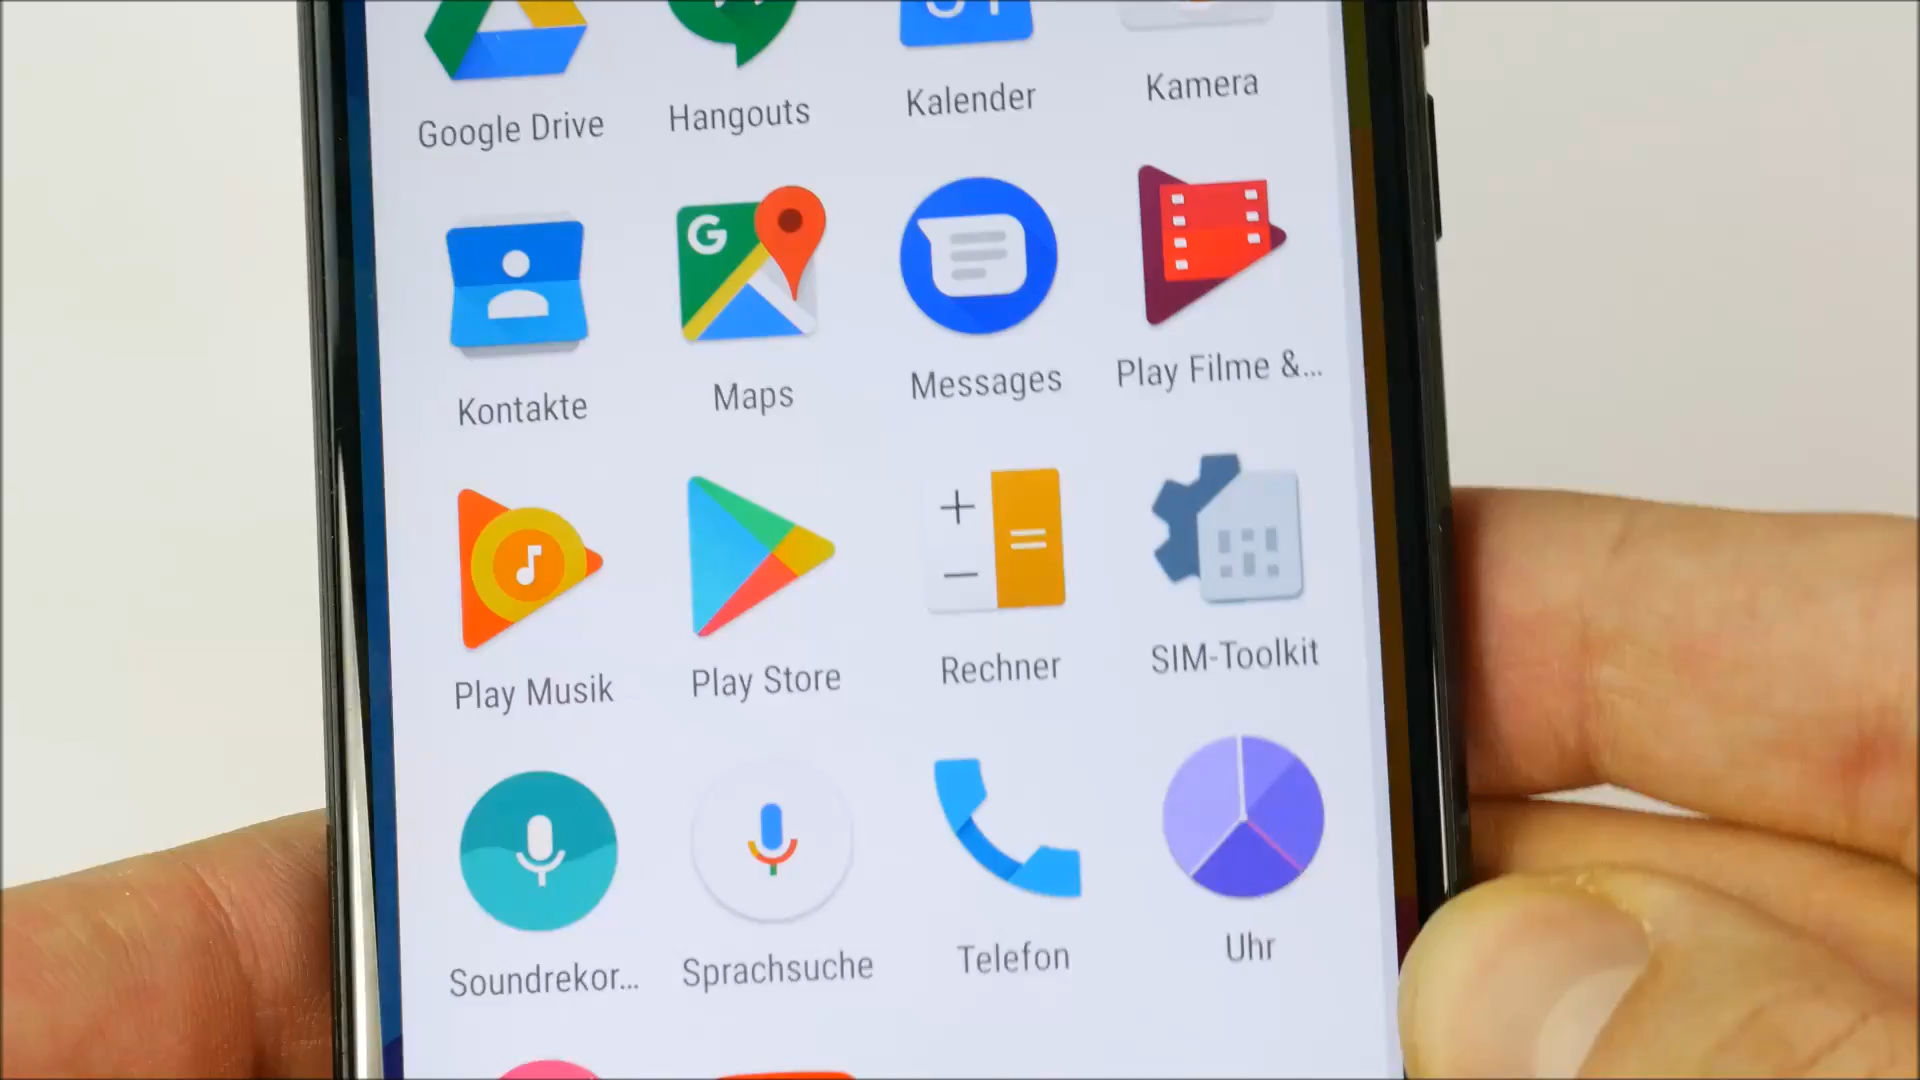 Google Drive
Hangouts
Kalender
Kamera
G
Kontakte
Maps
Messages
Play Filme &...
+
=
−
Play Musik
Play Store
Rechner
SIM-Toolkit
Soundrekor...
Sprachsuche
Telefon
Uhr